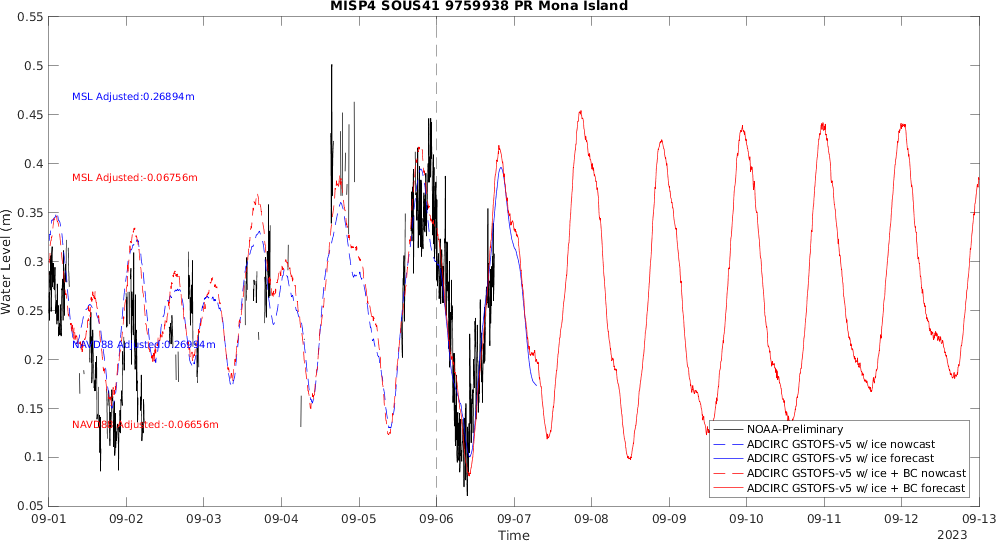 MISP4 SOUS41 9759938 PR Mona Island
0.55
0.5
0.45
0.4
0.35
0.3
0.25
0.2
0.15
0.1
0.05
Water Level (m)
MSL Adjusted:0.26894m
MSL Adjusted:-0.06756m
NAVD88 Adjusted:0.26994m
NAVD88 Adjusted:-0.06656m
NOAA-Preliminary
ADCIRC GSTOFS-v5 w/ ice nowcast
ADCIRC GSTOFS-v5 w/ ice forecast
ADCIRC GSTOFS-v5 w/ ice + BC nowcast
ADCIRC GSTOFS-v5 w/ ice + BC forecast
09-01 09-02 09-03 09-04 09-05 09-06 09-07 09-08 09-09 09-10 09-11 09-12 09-13
Time
2023